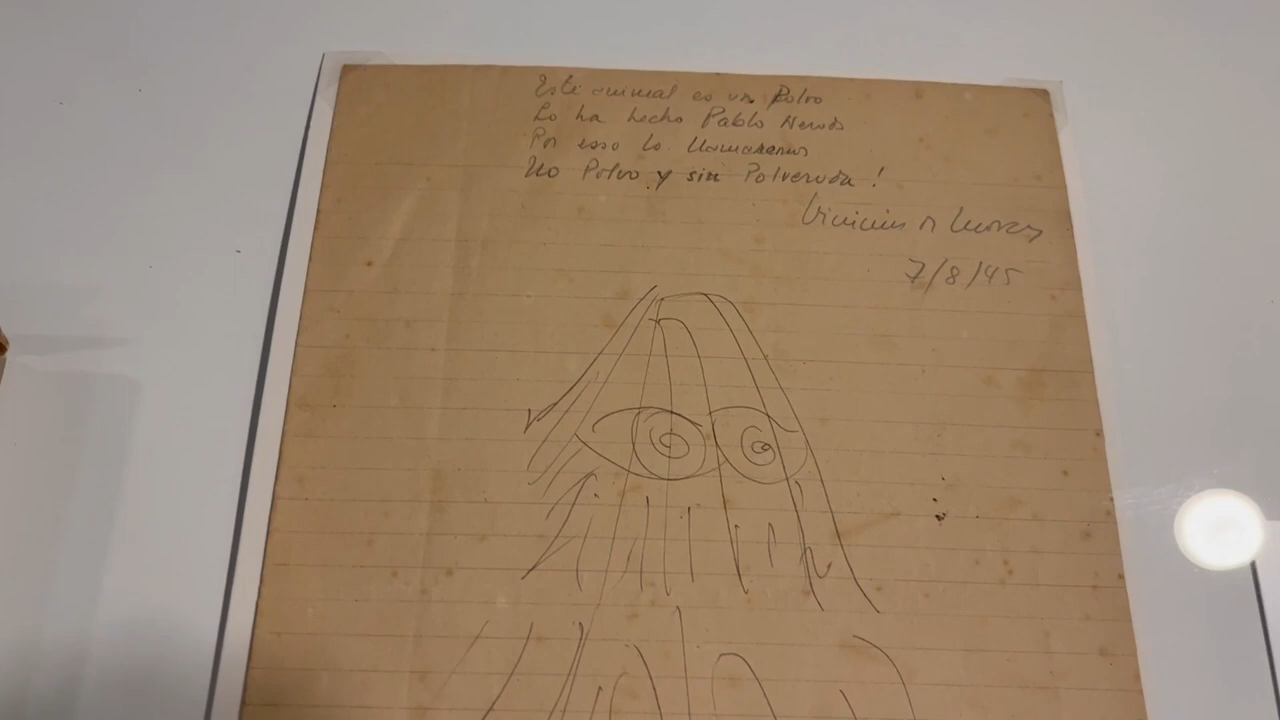 Este animal es un Polvo
Lo ha hecho Pablo Neruda
Por esso lo llamaremos
No Polvo y sin Polveruda !
Vinicius de Moraes
7/8/45